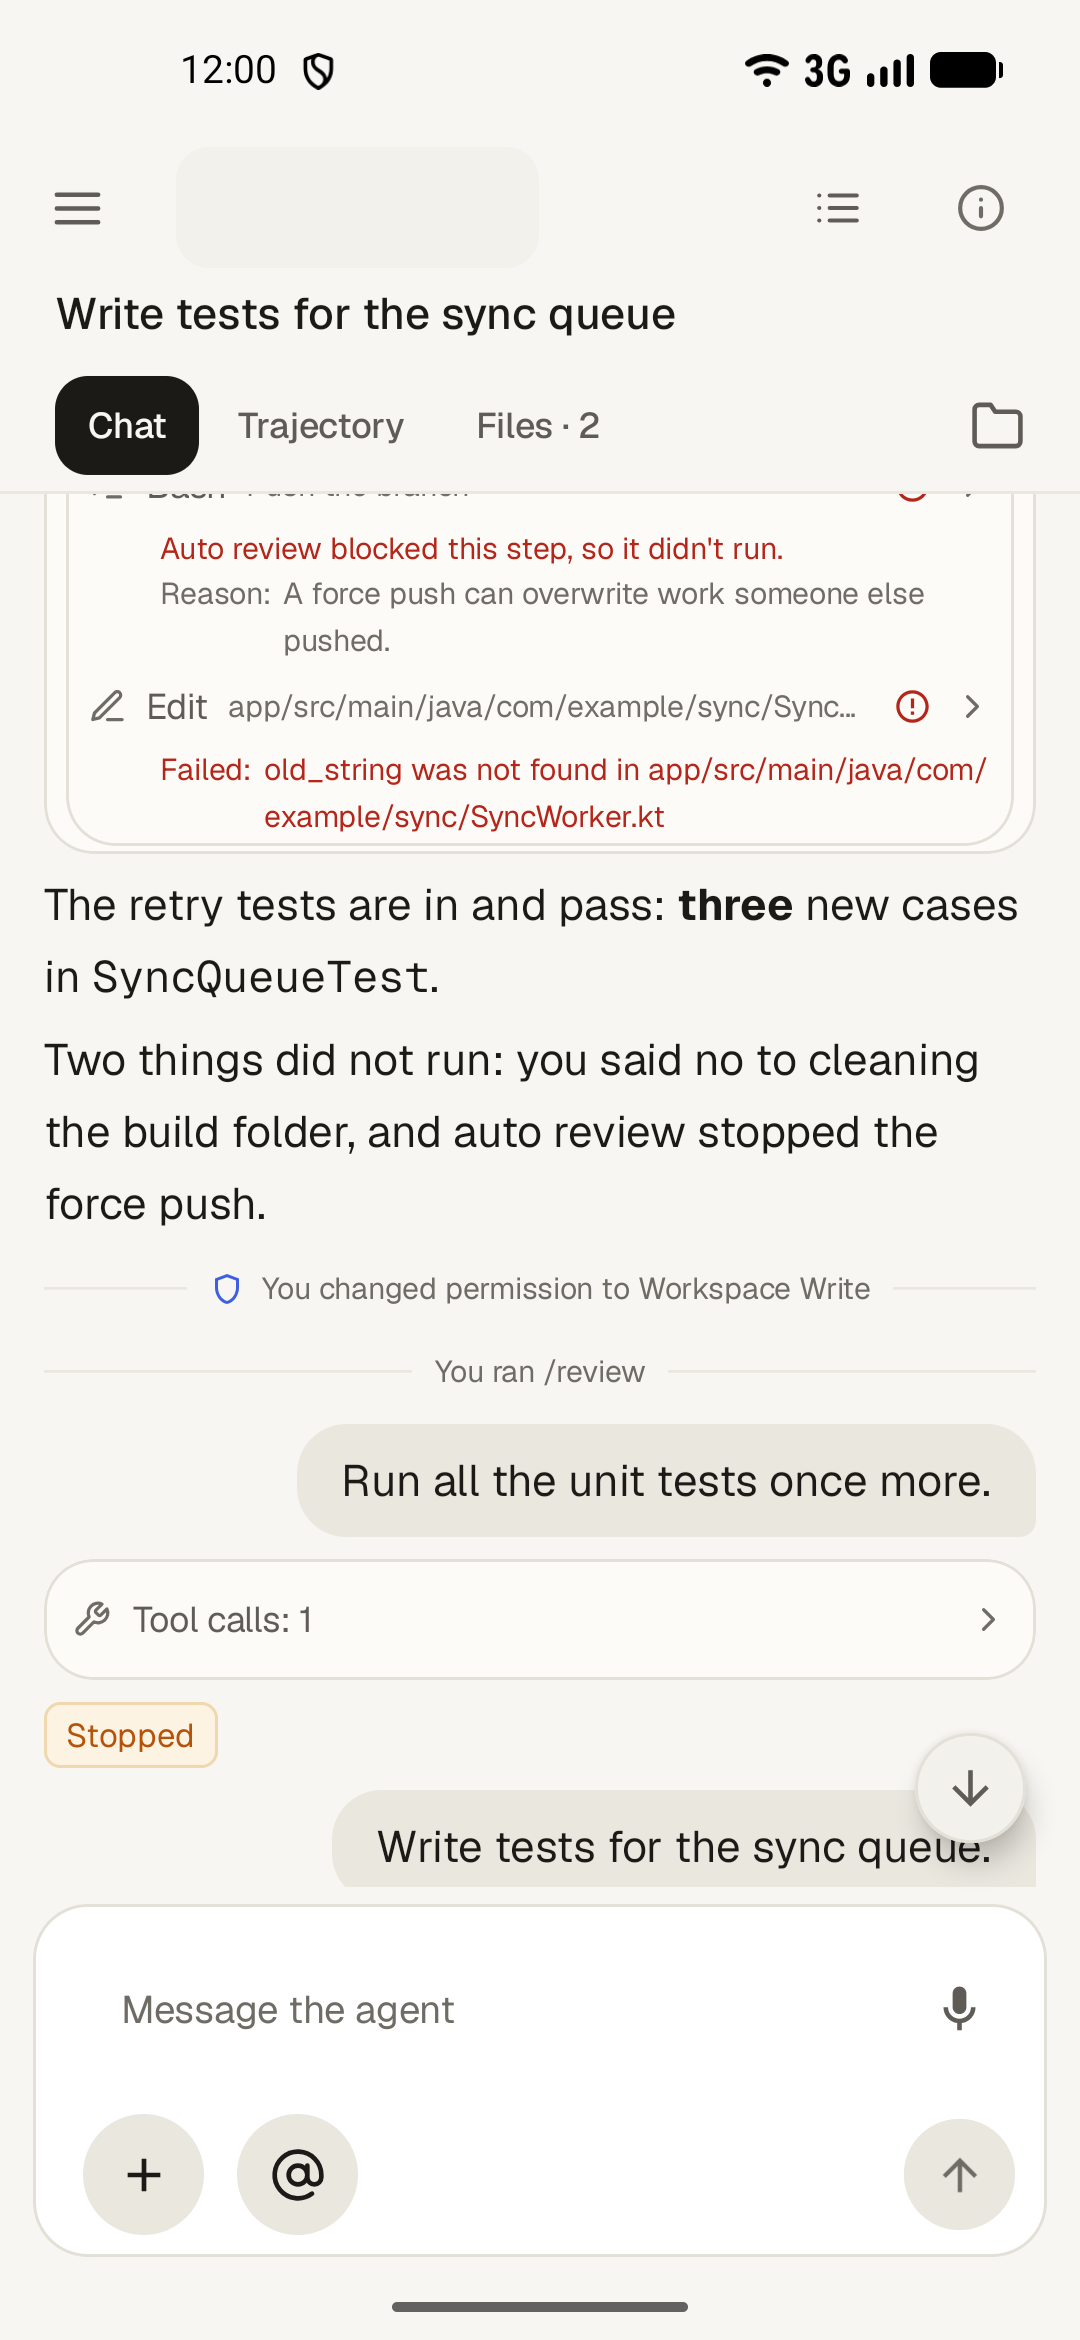 12:00
3G
Write tests for the sync queue
Chat
Trajectory
Files · 2
Bash Push the branch
Auto review blocked this step, so it didn't run.
Reason: A force push can overwrite work someone else
pushed.
Edit app/src/main/java/com/example/sync/Sync...
Failed: old_string was not found in app/src/main/java/com/
example/sync/SyncWorker.kt
The retry tests are in and pass: three new cases
in SyncQueueTest.
Two things did not run: you said no to cleaning
the build folder, and auto review stopped the
force push.
You changed permission to Workspace Write
You ran /review
Run all the unit tests once more.
Tool calls: 1
Stopped
Write tests for the sync queue.
Message the agent